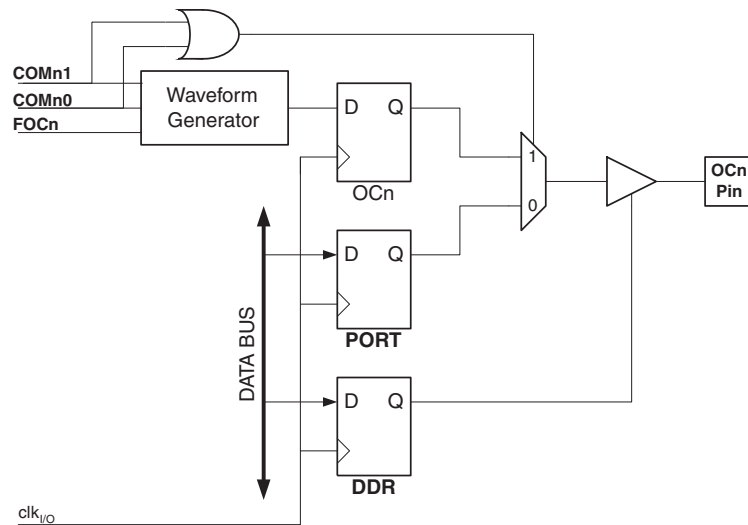 COMn1
COMn0
FOCn
Waveform
Generator
D
Q
OCn
1
0
OCn
Pin
D
Q
PORT
DATA BUS
D
Q
DDR
clkI/O